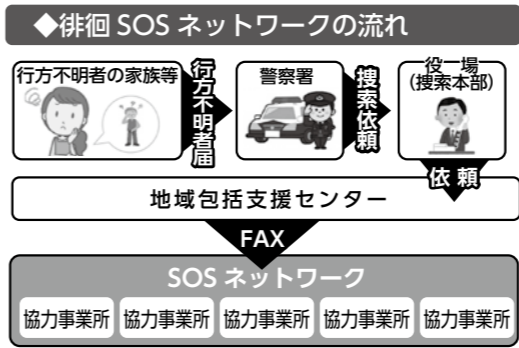 ◆徘徊 SOS ネットワークの流れ
行方不明者の家族等
行方不明者届
警察署
捜索依頼
役　場
(捜索本部)
依 頼
地域包括支援センター
FAX
SOS ネットワーク
協力事業所 協力事業所 協力事業所 協力事業所 協力事業所